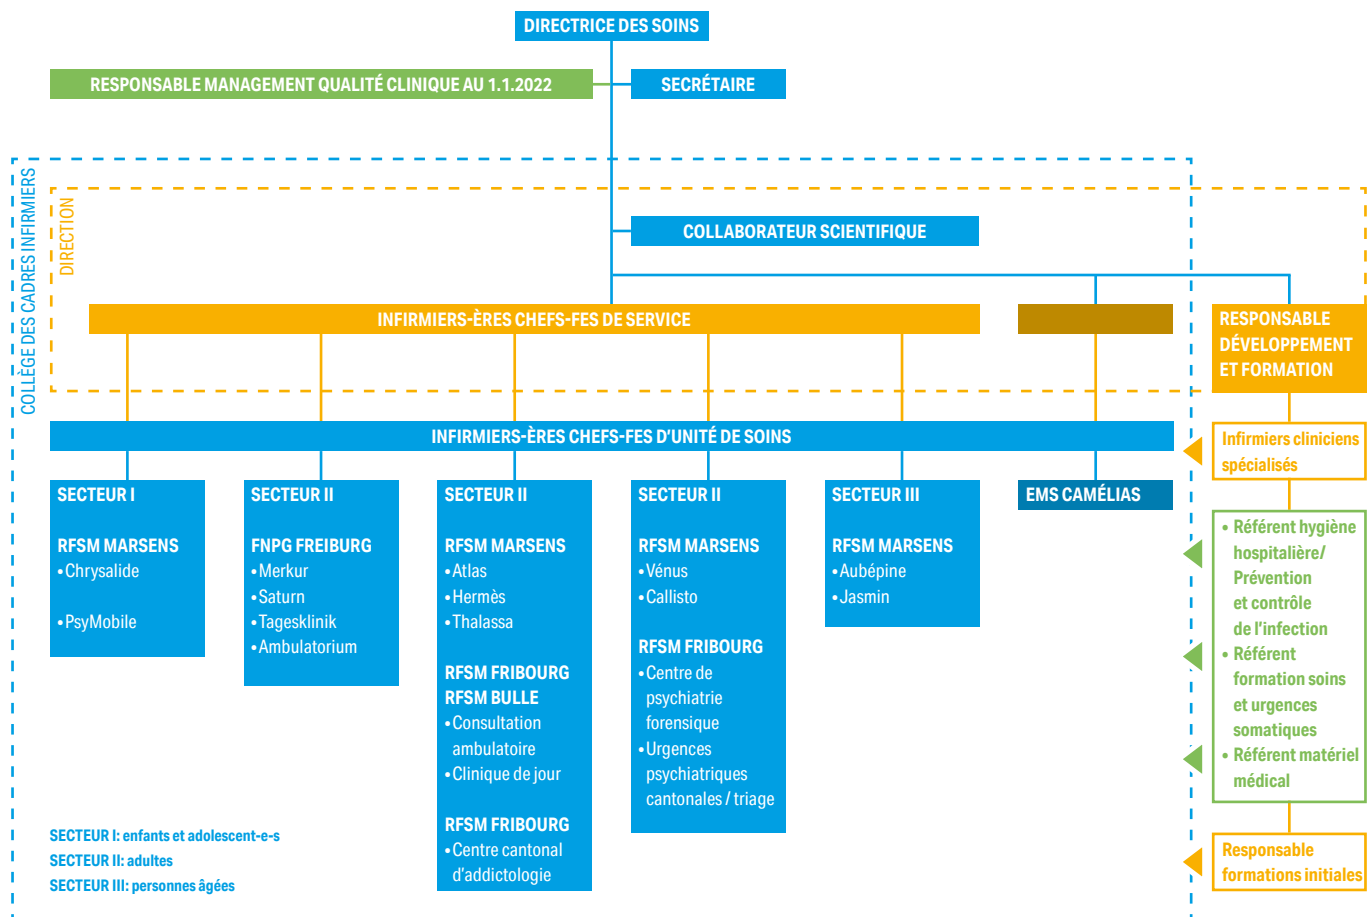 DIRECTRICE DES SOINS
RESPONSABLE MANAGEMENT QUALITÉ CLINIQUE AU 1.1.2022
SECRÉTAIRE
COLLÈGE DES CADRES INFIRMIERS
DIRECTION
COLLABORATEUR SCIENTIFIQUE
INFIRMIERS-ÈRES CHEFS-FES DE SERVICE
RESPONSABLE
DÉVELOPPEMENT
ET FORMATION
INFIRMIERS-ÈRES CHEFS-FES D'UNITÉ DE SOINS
SECTEUR I
RFSM MARSENS
• Chrysalide
• PsyMobile
SECTEUR II
FNPG FREIBURG
• Merkur
• Saturn
• Tagesklinik
• Ambulatorium
SECTEUR II
RFSM MARSENS
• Atlas
• Hermès
• Thalassa
RFSM FRIBOURG
RFSM BULLE
• Consultation
ambulatoire
• Clinique de jour
RFSM FRIBOURG
• Centre cantonal
d'addictologie
SECTEUR II
RFSM MARSENS
• Vénus
• Callisto
RFSM FRIBOURG
• Centre de
psychiatrie
forensique
• Urgences
psychiatriques
cantonales / triage
SECTEUR III
RFSM MARSENS
• Aubépine
• Jasmin
EMS CAMÉLIAS
Infirmiers cliniciens
spécialisés
• Référent hygiène
hospitalière/
Prévention
et contrôle
de l'infection
• Référent
formation soins
et urgences
somatiques
• Référent matériel
médical
Responsable
formations initiales
SECTEUR I: enfants et adolescent-e-s
SECTEUR II: adultes
SECTEUR III: personnes âgées